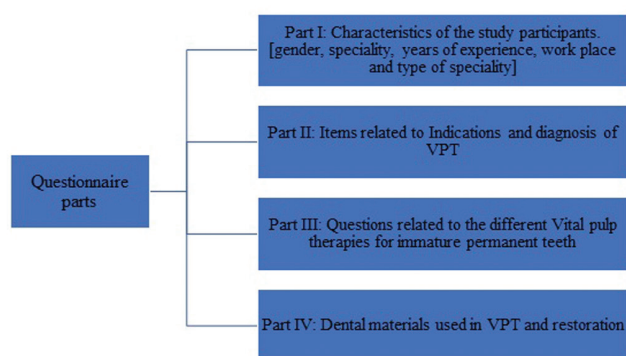 Part I: Characteristics of the study participants.
[gender, speciality, years of experience, work place
and type of speciality]
Part II: Items related to Indications and diagnosis of
VPT
Questionnaire
parts
Part III: Questions related to the different Vital pulp
therapies for immature permanent teeth
Part IV: Dental materials used in VPT and restoration